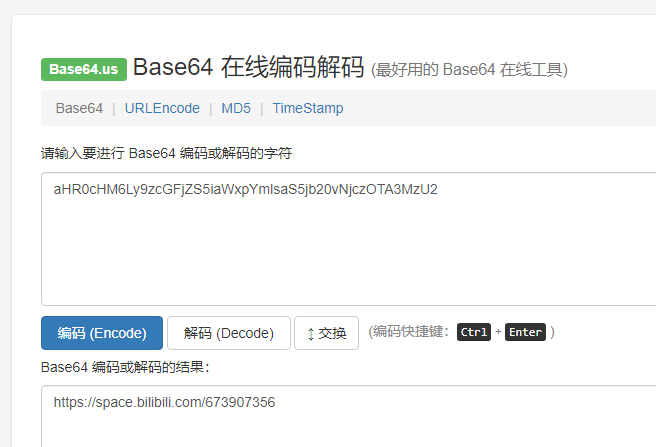 Base64.us Base64 在线编码解码 (最好用的 Base64 在线工具)
Base64 | URLEncode | MD5 | TimeStamp
请输入要进行 Base64 编码或解码的字符
aHR0cHM6Ly9zcGFjZS5iaWxpYmlsaS5jb20vNjczOTA3MzU2
编码 (Encode) 解码 (Decode) ↕ 交换 (编码快捷键：Ctrl + Enter )
Base64 编码或解码的结果：
https://space.bilibili.com/673907356